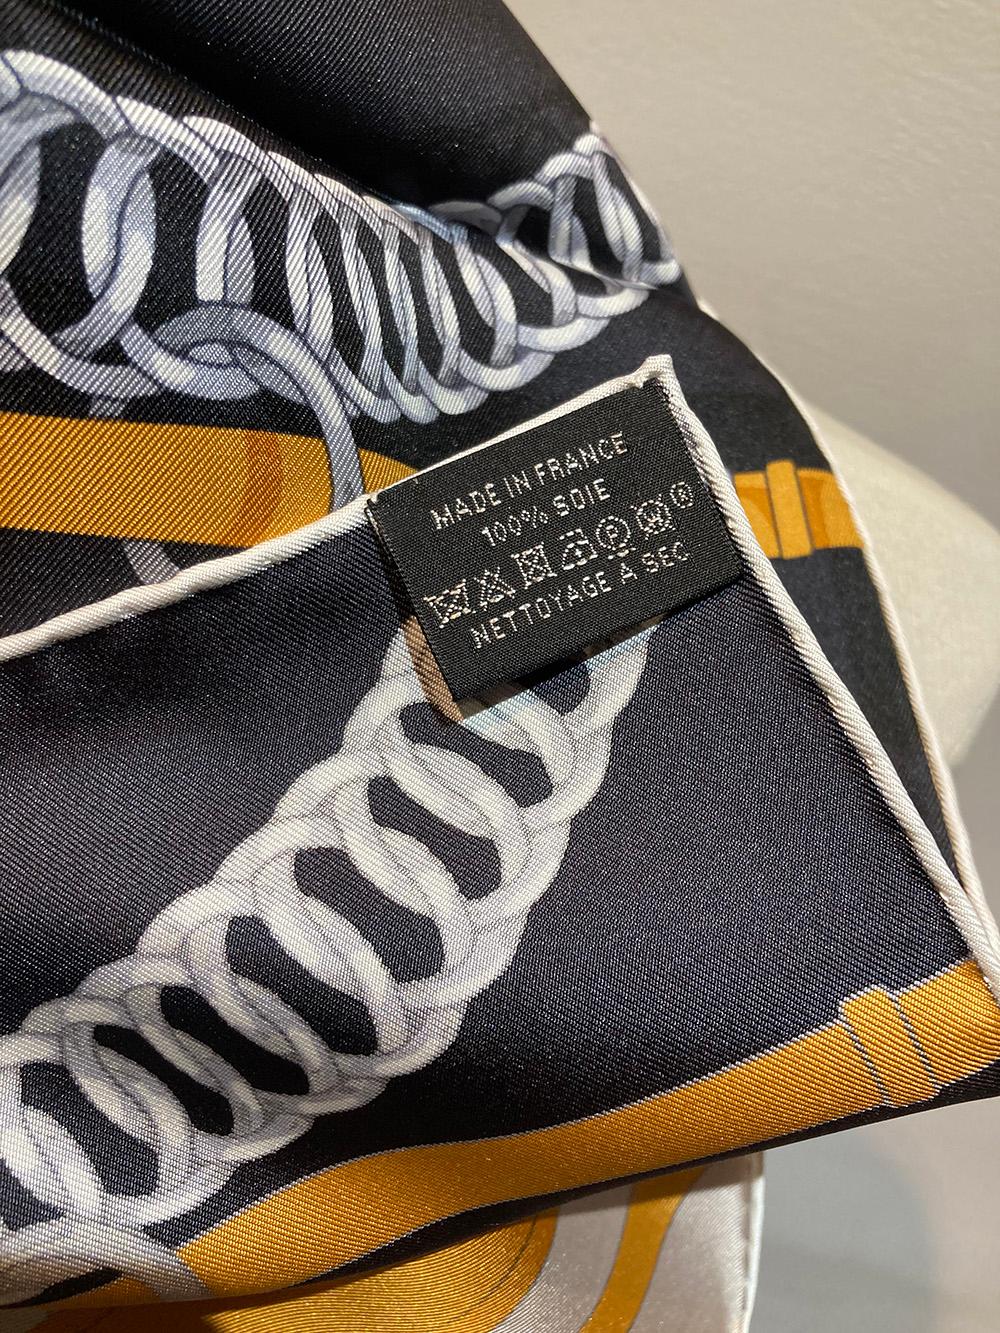 MADE IN FRANCE
100% SOIE
P P
NETTOYAGE A SEC